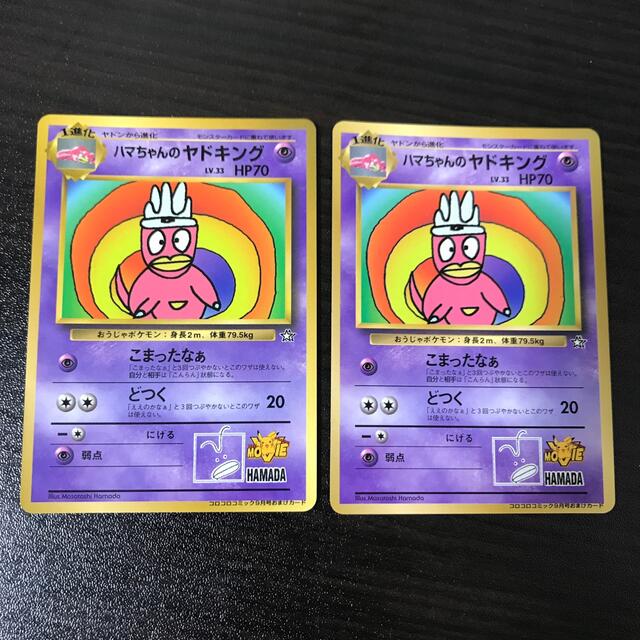 1進化
ヤドンから進化
モンスターカードに重ねて使います。
ハマちゃんのヤドキング
LV.33 HP70
おうじゃポケモン：身長2m、体重79.5kg
こまったなぁ
「こまったなぁ」と3回つぶやかないとこのワザは使えない。
自分と相手は「こんらん」状態になる。
どつく 20
「ええのかなぁ」と3回つぶやかないとこのワザ
は使えない。
にげる
弱点
MOVIE
HAMADA
Illus.Masatoshi Hamada
コロコロコミック9月号おまけカード
1進化
ヤドンから進化
モンスターカードに重ねて使います。
ハマちゃんのヤドキング
LV.33 HP70
おうじゃポケモン：身長2m、体重79.5kg
こまったなぁ
「こまったなぁ」と3回つぶやかないとこのワザは使えない。
自分と相手は「こんらん」状態になる。
どつく 20
「ええのかなぁ」と3回つぶやかないとこのワザ
は使えない。
にげる
弱点
MOVIE
HAMADA
Illus.Masatoshi Hamada
コロコロコミック9月号おまけカード